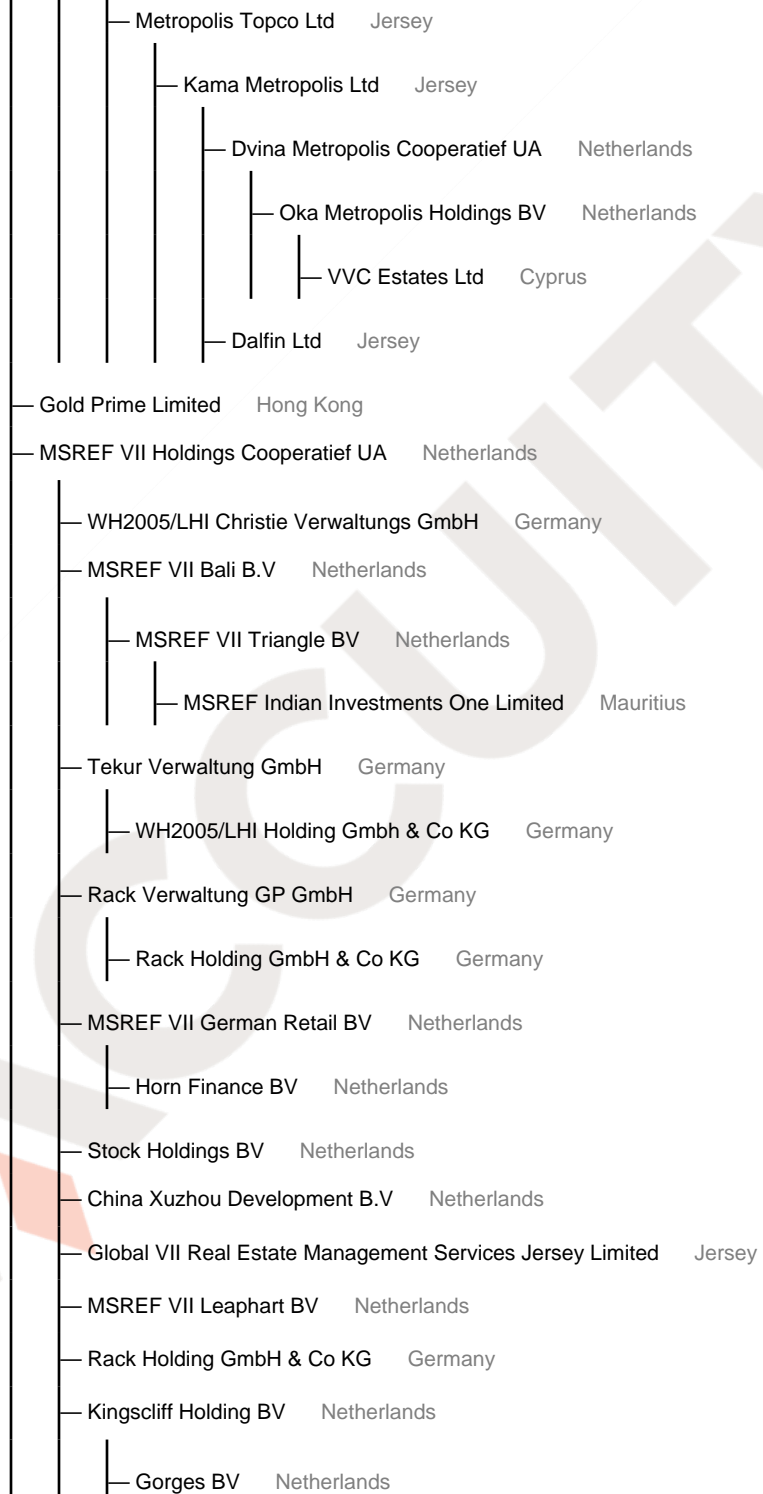 Metropolis Topco Ltd Jersey
Kama Metropolis Ltd Jersey
Dvina Metropolis Cooperatief UA Netherlands
Oka Metropolis Holdings BV Netherlands
VVC Estates Ltd Cyprus
Dalfin Ltd Jersey
Gold Prime Limited Hong Kong
MSREF VII Holdings Cooperatief UA Netherlands
WH2005/LHI Christie Verwaltungs GmbH Germany
MSREF VII Bali B.V Netherlands
MSREF VII Triangle BV Netherlands
MSREF Indian Investments One Limited Mauritius
Tekur Verwaltung GmbH Germany
WH2005/LHI Holding Gmbh & Co KG Germany
Rack Verwaltung GP GmbH Germany
Rack Holding GmbH & Co KG Germany
MSREF VII German Retail BV Netherlands
Horn Finance BV Netherlands
Stock Holdings BV Netherlands
China Xuzhou Development B.V Netherlands
Global VII Real Estate Management Services Jersey Limited Jersey
MSREF VII Leaphart BV Netherlands
Rack Holding GmbH & Co KG Germany
Kingscliff Holding BV Netherlands
Gorges BV Netherlands
ACCUITY